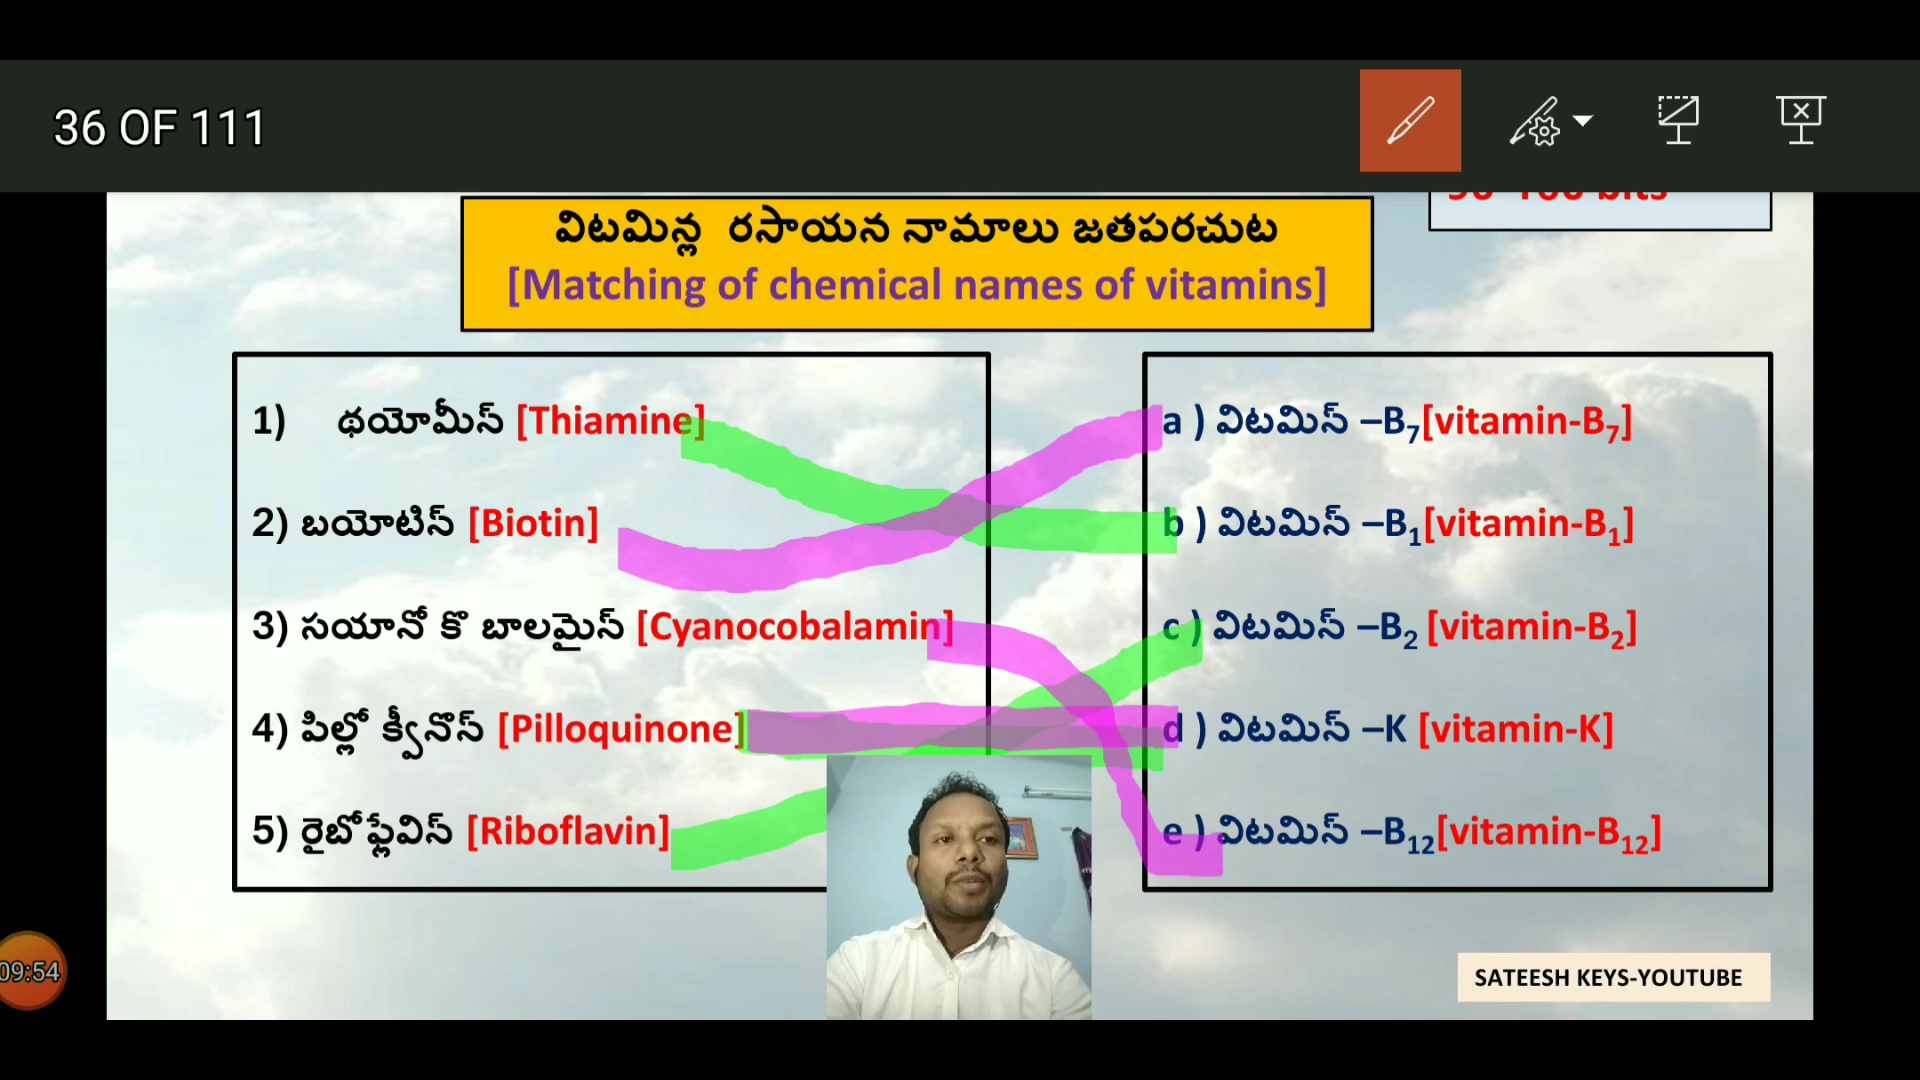 36 OF 111
విటమిన్ల రసాయన నామాలు జతపరచుట
[Matching of chemical names of vitamins]
1) థయోమీన్ [Thiamine]
2) బయోటిన్ [Biotin]
3) సయానో కొ బాలమైన్ [Cyanocobalamin]
4) పిల్లో క్వీనొన్ [Pilloquinone]
5) రైబోఫ్లేవిన్ [Riboflavin]
a ) విటమిన్ –B7[vitamin-B7]
b ) విటమిన్ –B1[vitamin-B1]
c ) విటమిన్ –B2 [vitamin-B2]
d ) విటమిన్ –K [vitamin-K]
e ) విటమిన్ –B12[vitamin-B12]
09:54
SATEESH KEYS-YOUTUBE